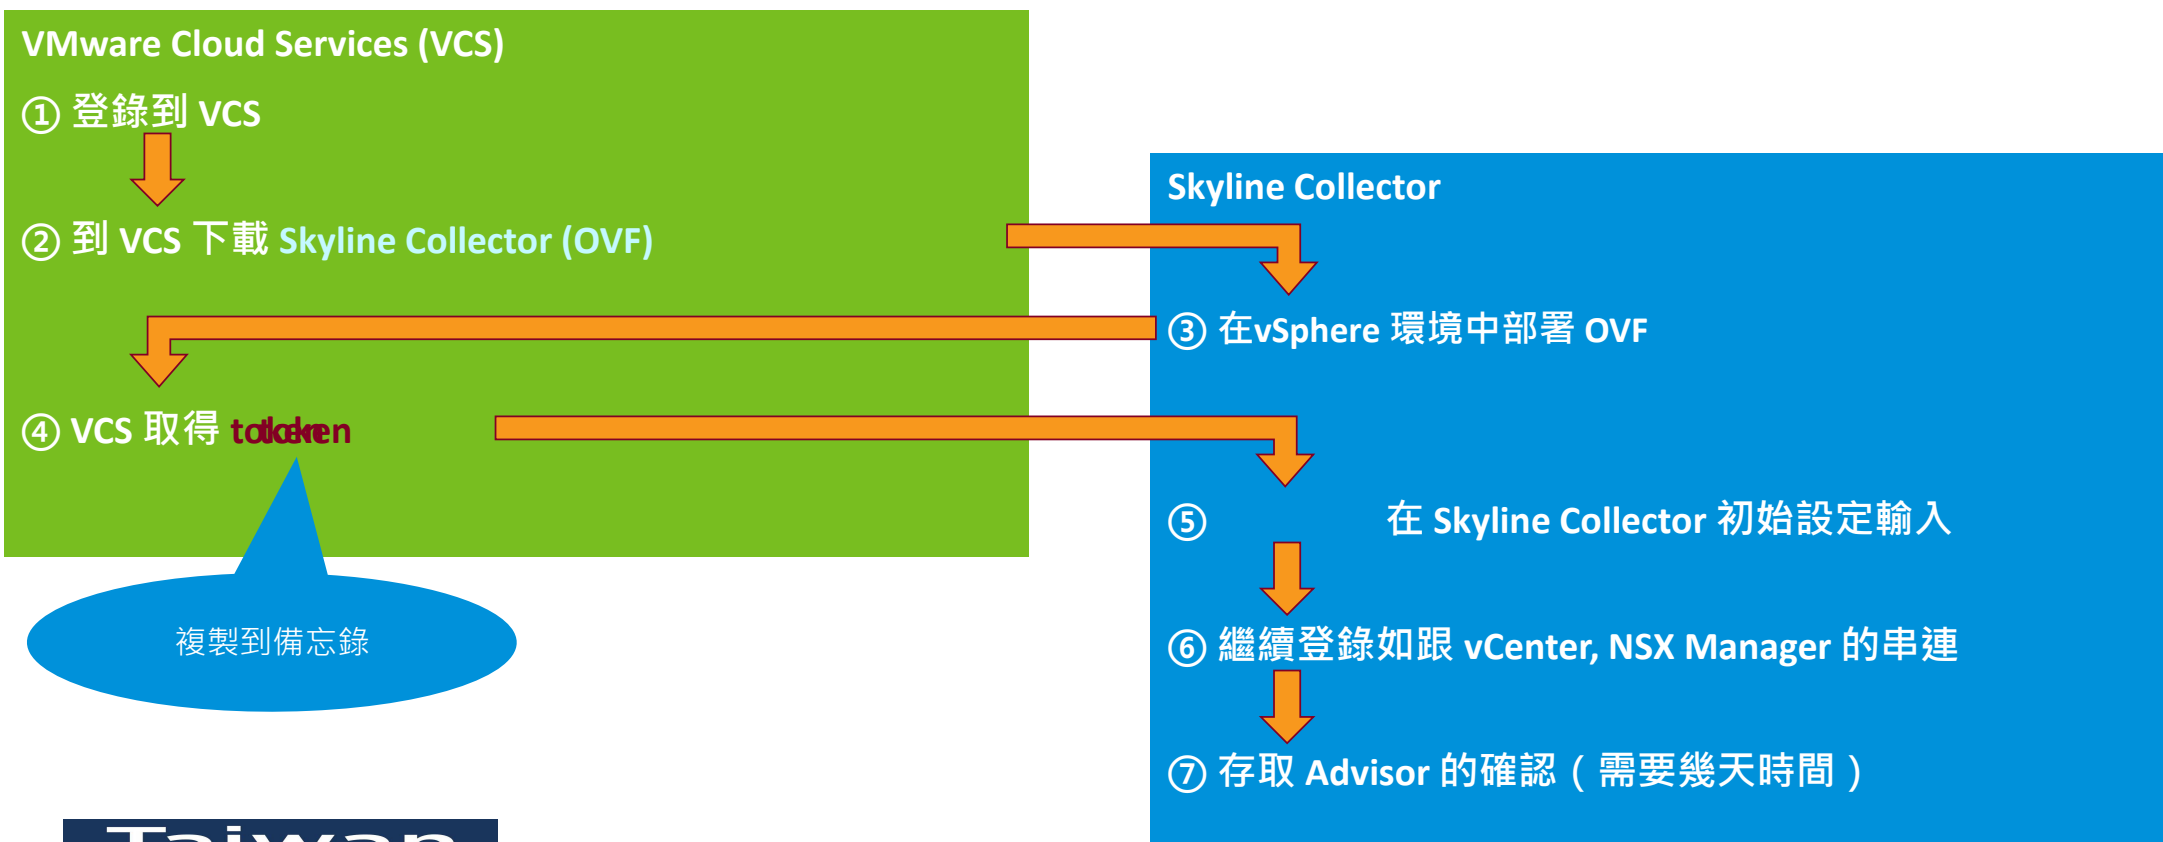 VMware Cloud Services (VCS)
① 登錄到 VCS
② 到 VCS 下載 Skyline Collector (OVF)
④ VCS 取得 token
複製到備忘錄
Skyline Collector
③ 在vSphere 環境中部署 OVF
⑤ 在 Skyline Collector 初始設定輸入
⑥ 繼續登錄如跟 vCenter, NSX Manager 的串連
⑦ 存取 Advisor 的確認（需要幾天時間）
Taiwan